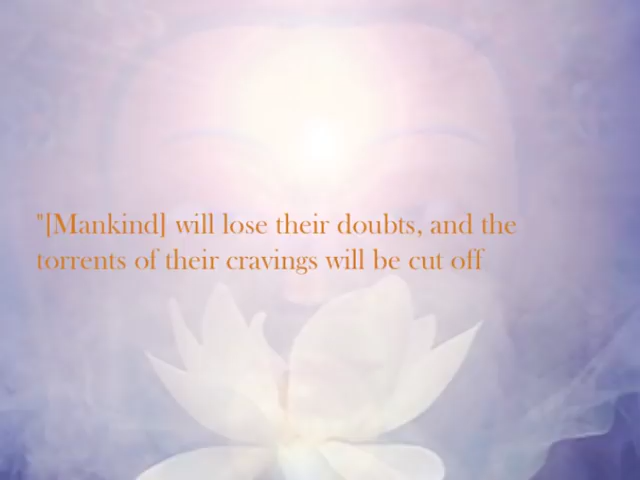 "[Mankind] will lose their doubts, and the
torrents of their cravings will be cut off